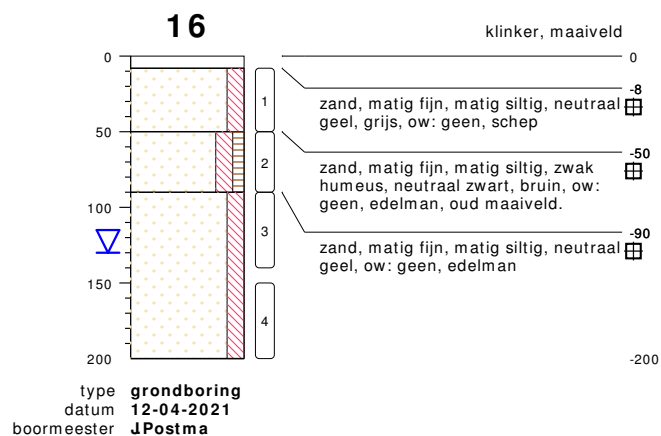 16
klinker, maaiveld
0
0
-8
zand, matig fijn, matig siltig, neutraal
geel, grijs, ow: geen, schep
1
50
-50
zand, matig fijn, matig siltig, zwak
humeus, neutraal zwart, bruin, ow:
geen, edelman, oud maaiveld.
2
100
-90
zand, matig fijn, matig siltig, neutraal
geel, ow: geen, edelman
3
150
4
200
-200
type grondboring
datum 12-04-2021
boormeester JPostma